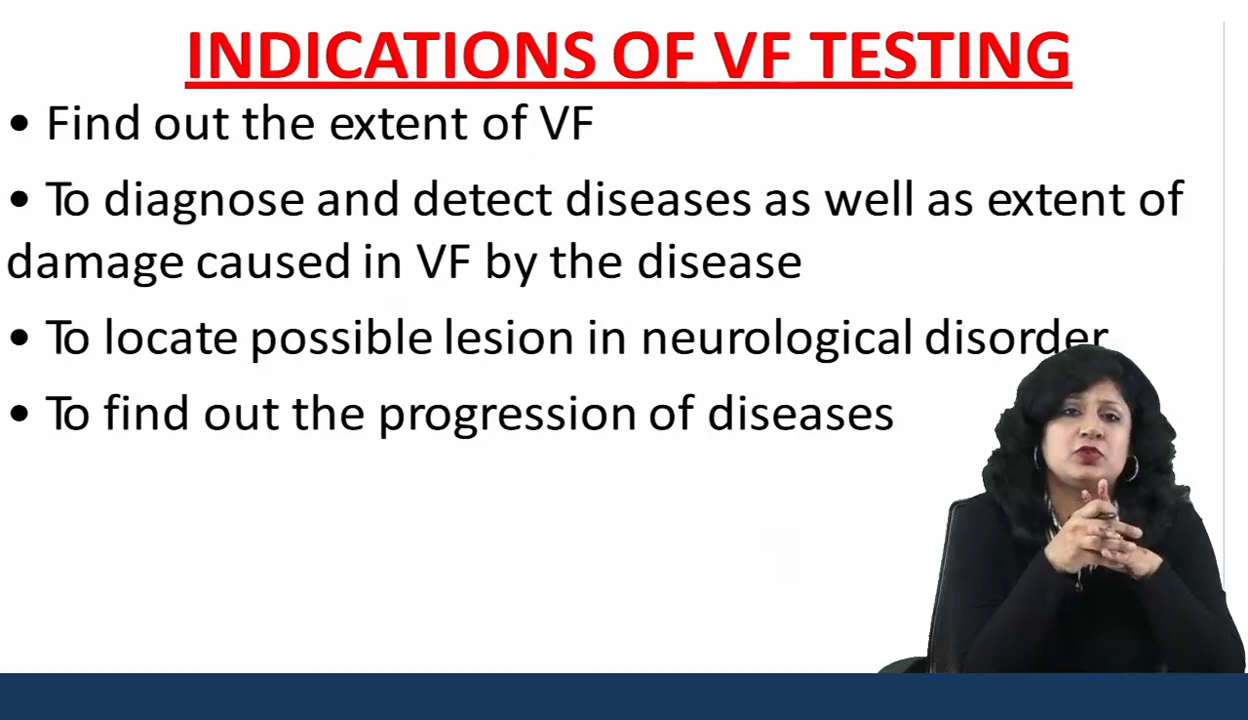 INDICATIONS OF VF TESTING
• Find out the extent of VF
• To diagnose and detect diseases as well as extent of
damage caused in VF by the disease
• To locate possible lesion in neurological disorder
• To find out the progression of diseases